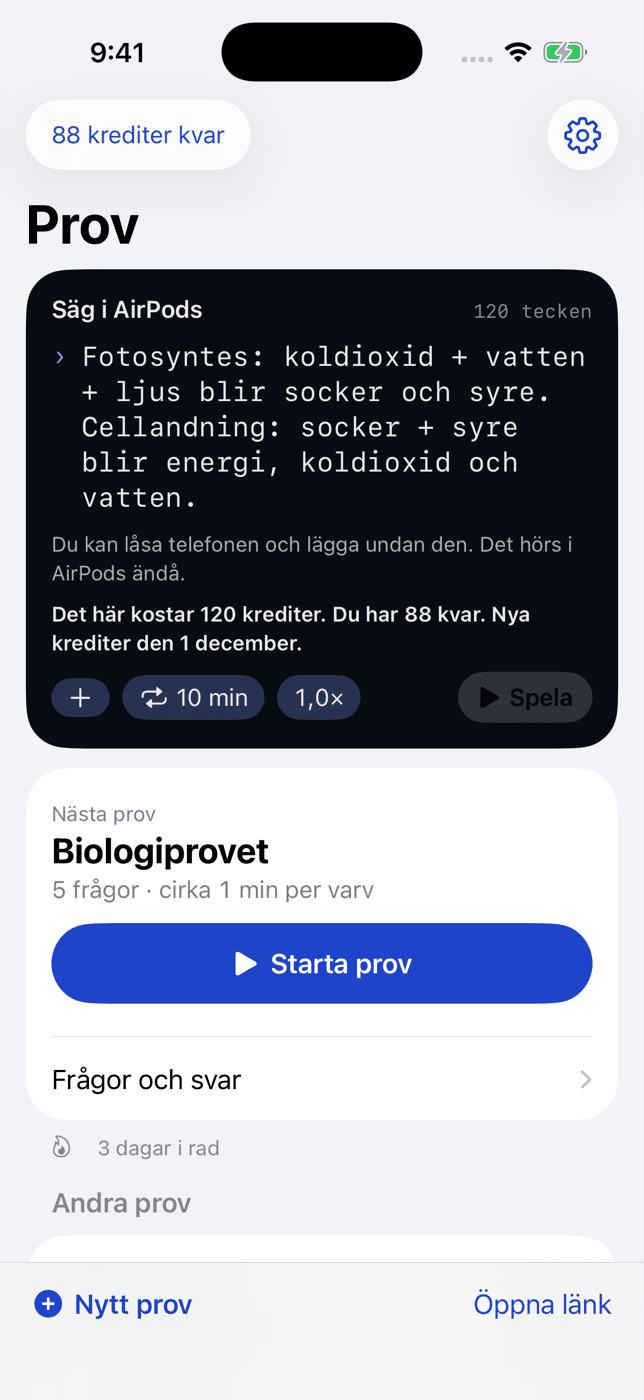 9:41
88 krediter kvar
Prov
Säg i AirPods
120 tecken
› Fotosyntes: koldioxid + vatten
+ ljus blir socker och syre.
Cellandning: socker + syre
blir energi, koldioxid och
vatten.
Du kan låsa telefonen och lägga undan den. Det hörs i
AirPods ändå.
Det här kostar 120 krediter. Du har 88 kvar. Nya
krediter den 1 december.
+
10 min
1,0×
Spela
Nästa prov
Biologiprovet
5 frågor · cirka 1 min per varv
Starta prov
Frågor och svar
3 dagar i rad
Andra prov
Nytt prov
Öppna länk